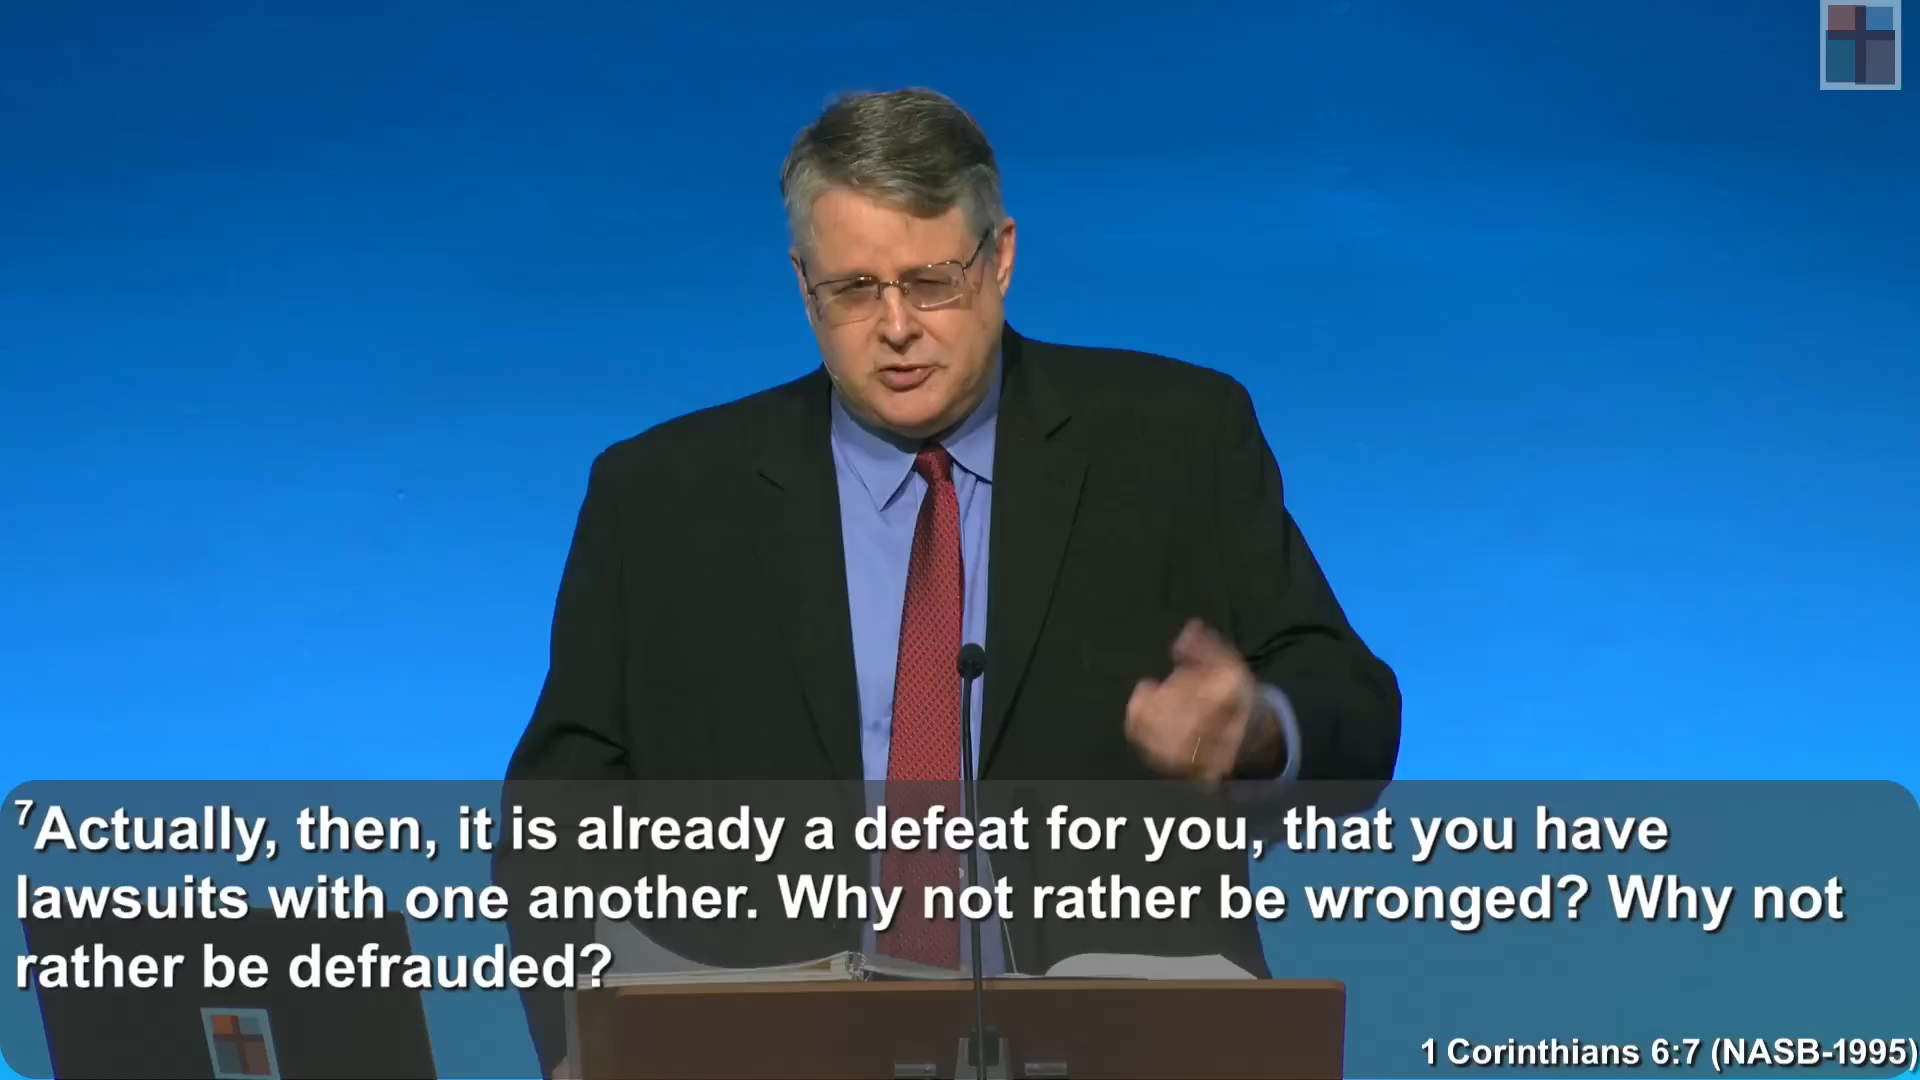 7Actually, then, it is already a defeat for you, that you have
lawsuits with one another. Why not rather be wronged? Why not
rather be defrauded?
1 Corinthians 6:7 (NASB-1995)